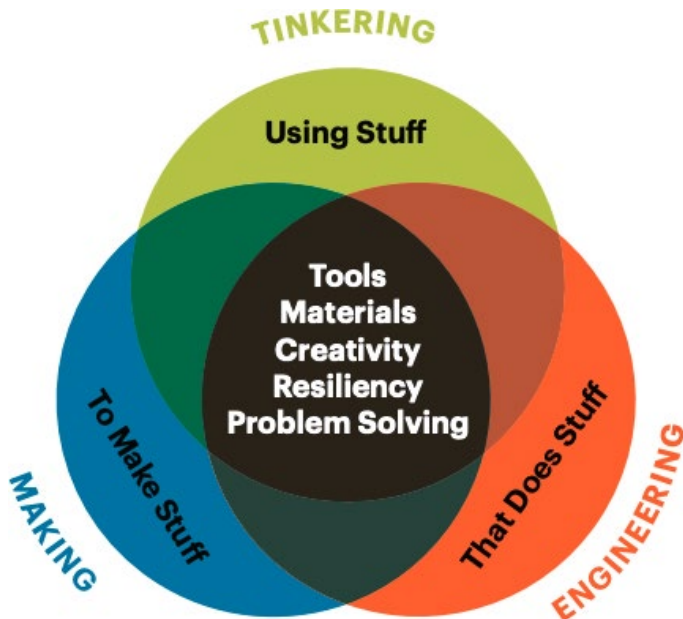 TINKERING
Using Stuff
Tools
Materials
Creativity
Resiliency
Problem Solving
To Make Stuff
That Does Stuff
MAKING
ENGINEERING